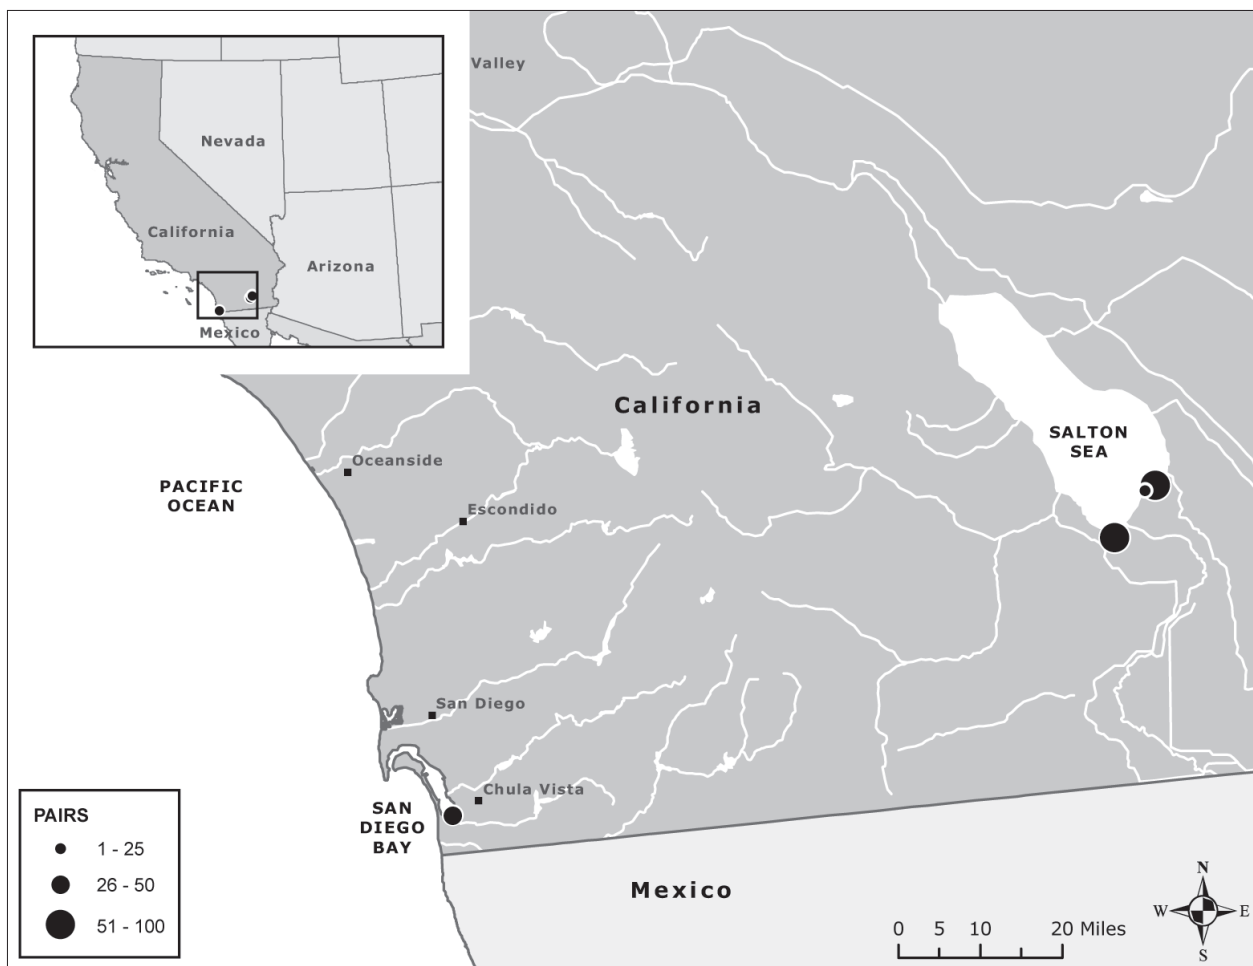 Valley
Nevada
California
Arizona
Mexico
California
SALTON
SEA
Oceanside
PACIFIC
OCEAN
Escondido
San Diego
Chula Vista
SAN
DIEGO
BAY
PAIRS
1 - 25
26 - 50
51 - 100
Mexico
N
W E
S
0 5 10 20 Miles